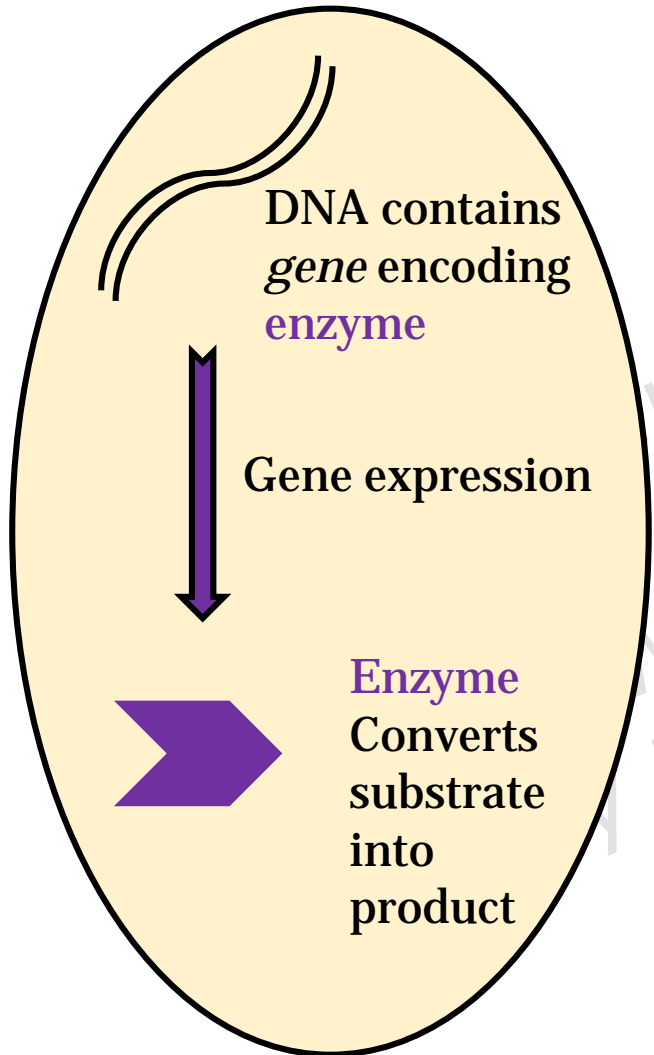 DNA contains
gene encoding
enzyme
Gene expression
Enzyme
Converts
substrate
into
product